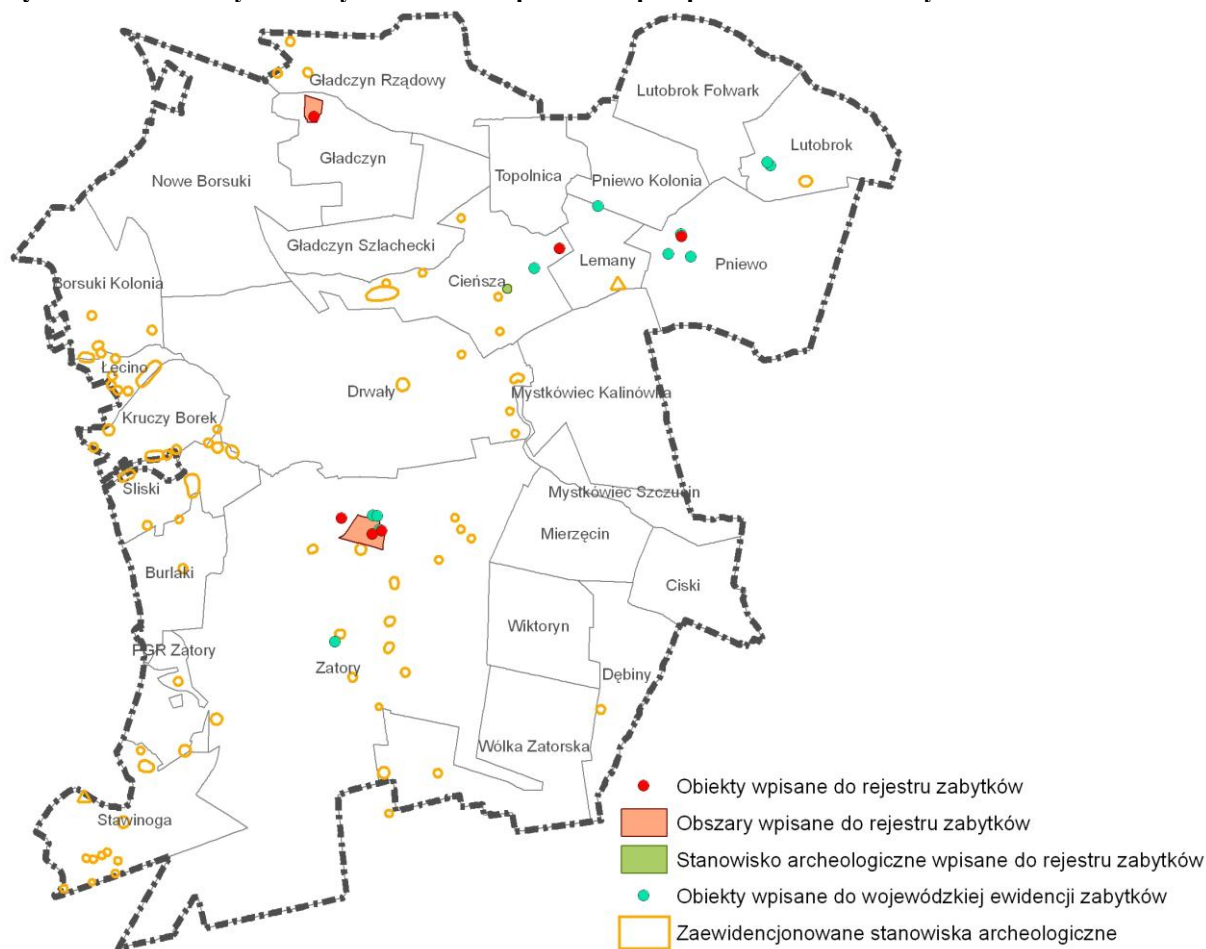 Gładczyn Rządowy
Lutobrok Folwark
Lutobrok
Gładczyn
Topolnica
Pniewo Kolonia
Nowe Borsuki
Gładczyn Szlachecki
Lemany
Pniewo
Cieńsza
Borsuki Kolonia
Łęcino
Drwały
Mystkówiec Kalinówka
Kruczy Borek
Śliski
Mystkówiec Szczucin
Mierzęcin
Burlaki
Ciski
Wiktoryn
PGR Zatory
Zatory
Dębiny
Wólka Zatorska
Stawinoga
Obiekty wpisane do rejestru zabytków
Obszary wpisane do rejestru zabytków
Stanowisko archeologiczne wpisane do rejestru zabytków
Obiekty wpisane do wojewódzkiej ewidencji zabytków
Zaewidencjonowane stanowiska archeologiczne